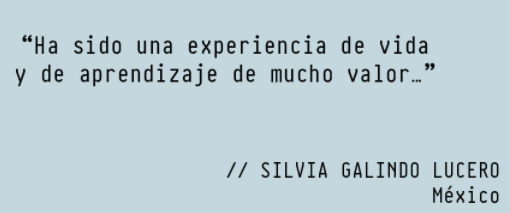 “Ha sido una experiencia de vida
y de aprendizaje de mucho valor…”
// SILVIA GALINDO LUCERO
México